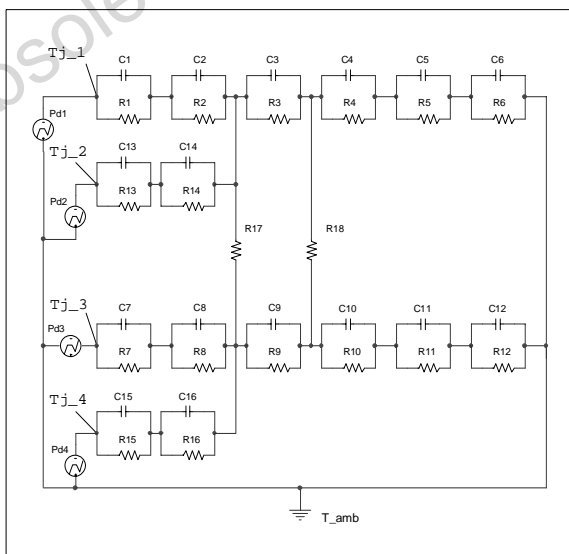 Tj_1
C1 C2 C3 C4 C5 C6
R1 R2 R3 R4 R5 R6
Pd1
Tj_2
C13 C14
R13 R14
Pd2
R17 R18
Tj_3
C7 C8 C9 C10 C11 C12
Pd3
R7 R8 R9 R10 R11 R12
Tj_4
C15 C16
R15 R16
Pd4
T_amb